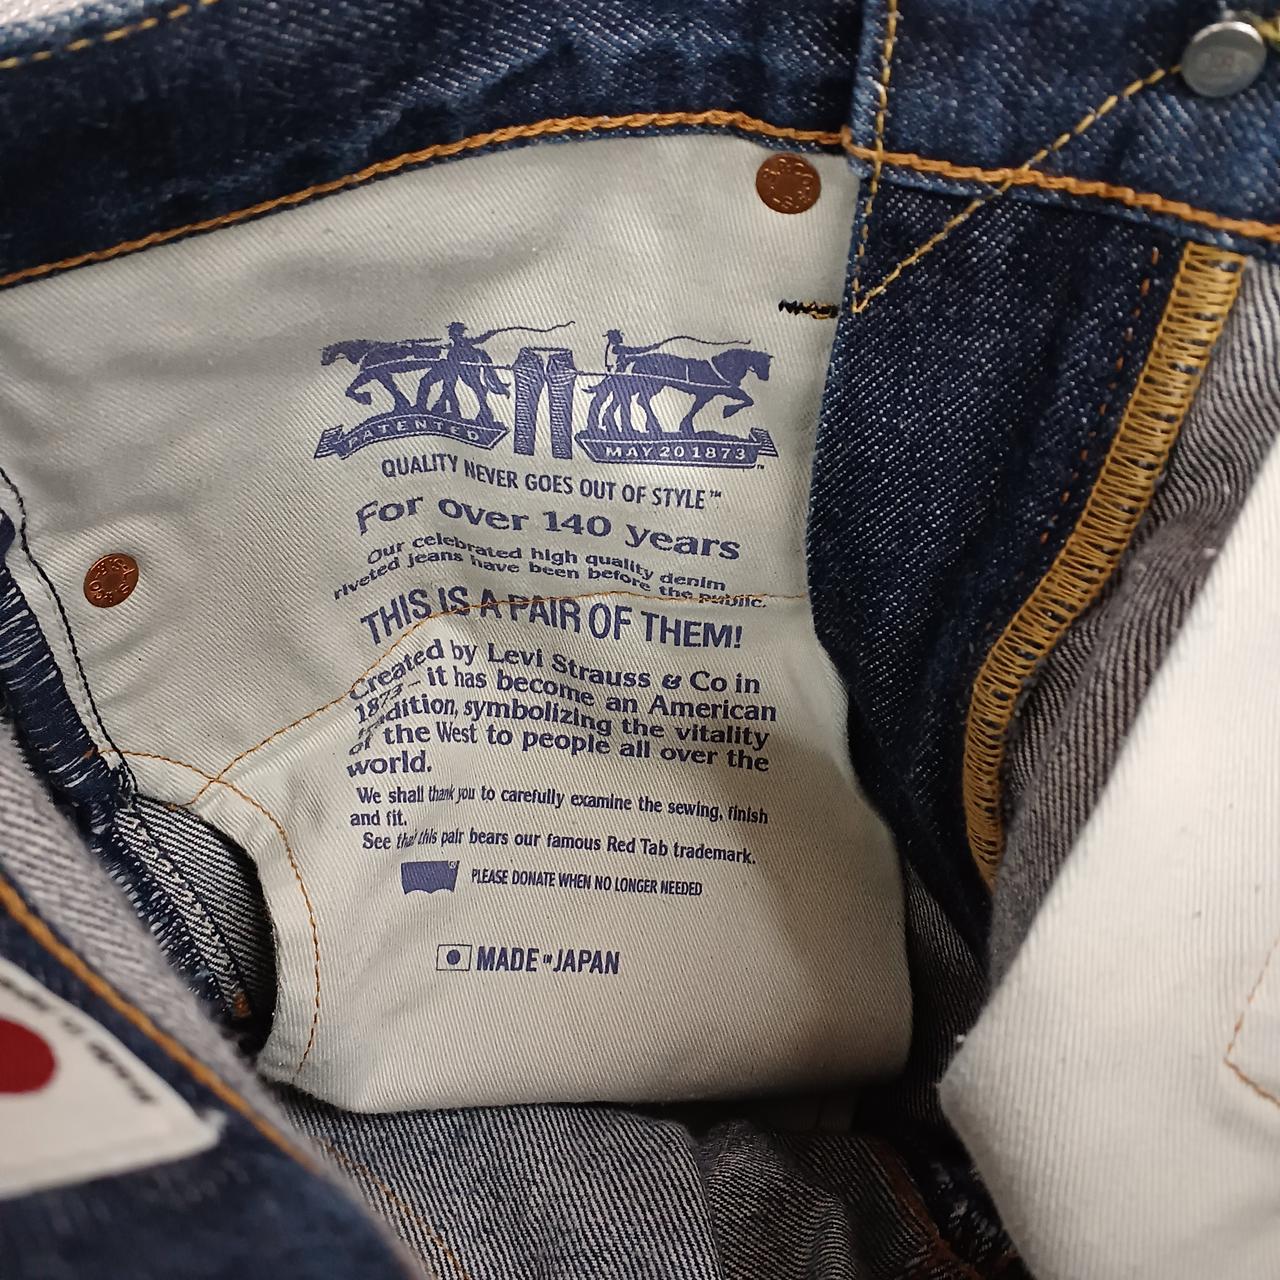 PATENTED
MAY 20 1873
QUALITY NEVER GOES OUT OF STYLE™
For over 140 years
Our celebrated high quality denim
riveted jeans have been before the public.
THIS IS A PAIR OF THEM!
Created by Levi Strauss & Co in
1873 - it has become an American
tradition, symbolizing the vitality
of the West to people all over the
world.
We shall thank you to carefully examine the sewing, finish
and fit.
See that this pair bears our famous Red Tab trademark.
PLEASE DONATE WHEN NO LONGER NEEDED
MADE IN JAPAN